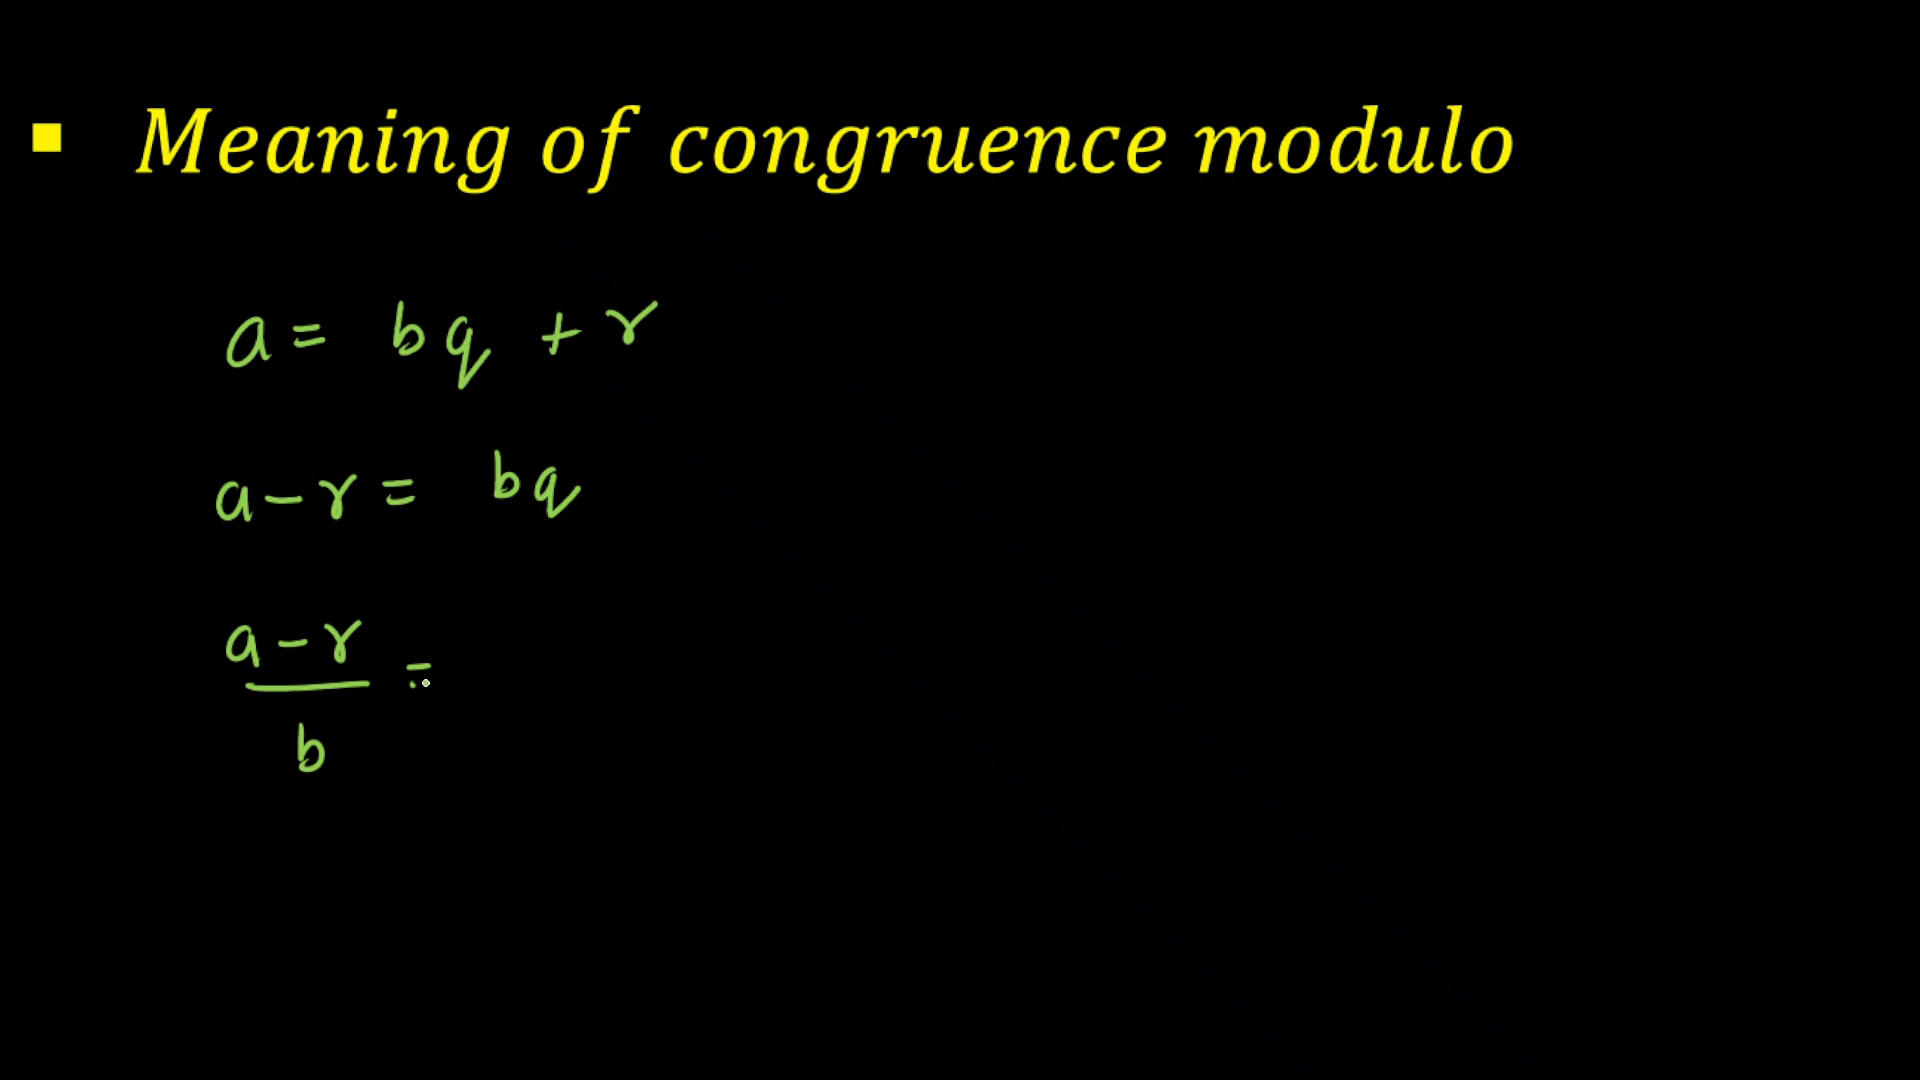 ▪ Meaning of congruence modulo
a = bq + r
a - r = bq
a - r
=
b